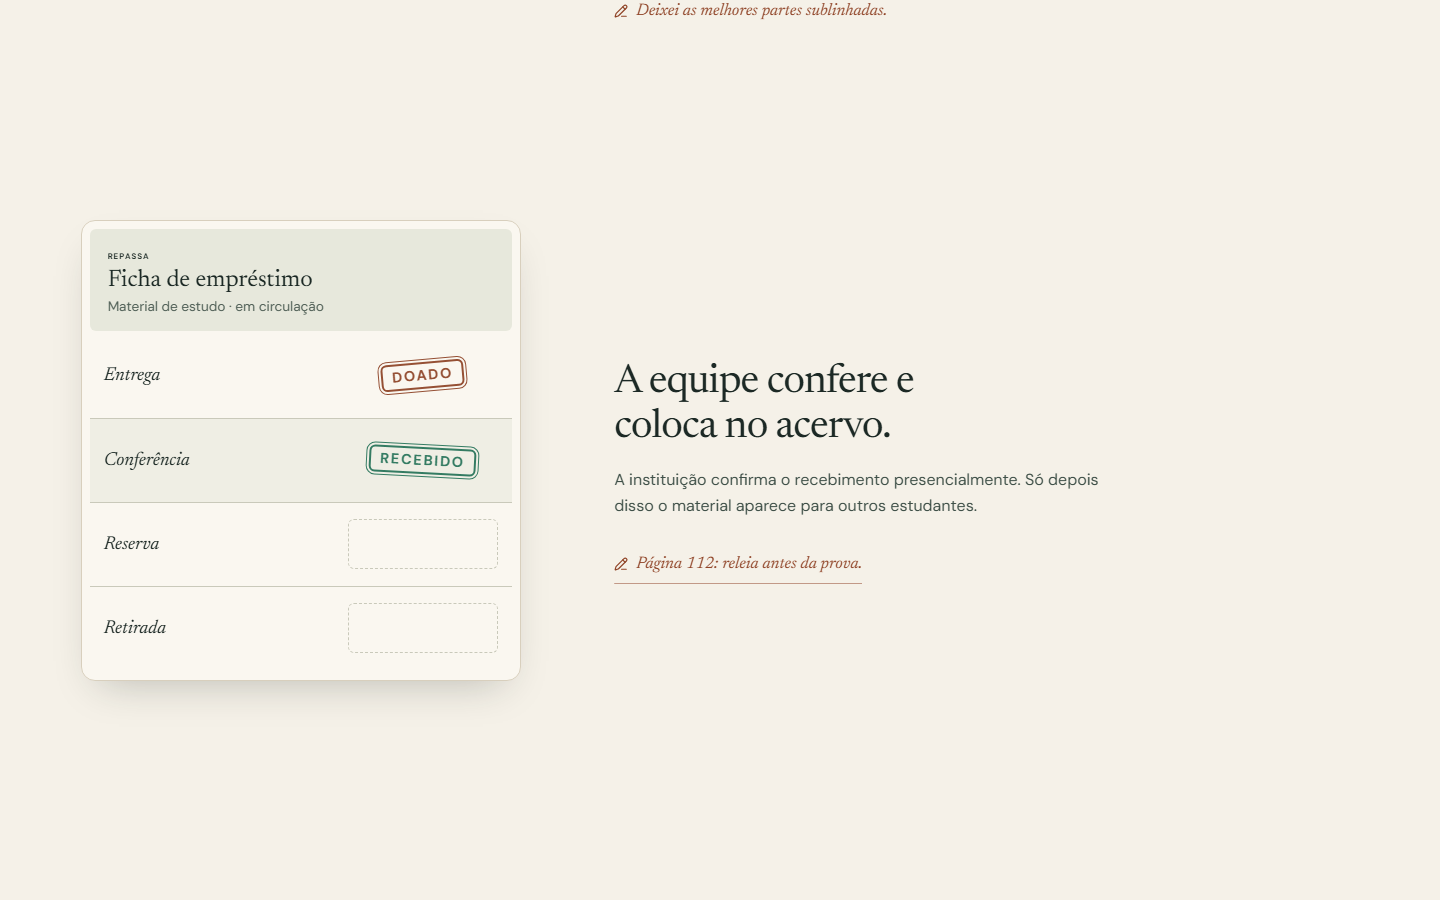 Deixei as melhores partes sublinhadas.
REPASSA
Ficha de empréstimo
Material de estudo · em circulação
Entrega
DOADO
Conferência
RECEBIDO
Reserva
Retirada
A equipe confere e
coloca no acervo.
A instituição confirma o recebimento presencialmente. Só depois
disso o material aparece para outros estudantes.
Página 112: releia antes da prova.